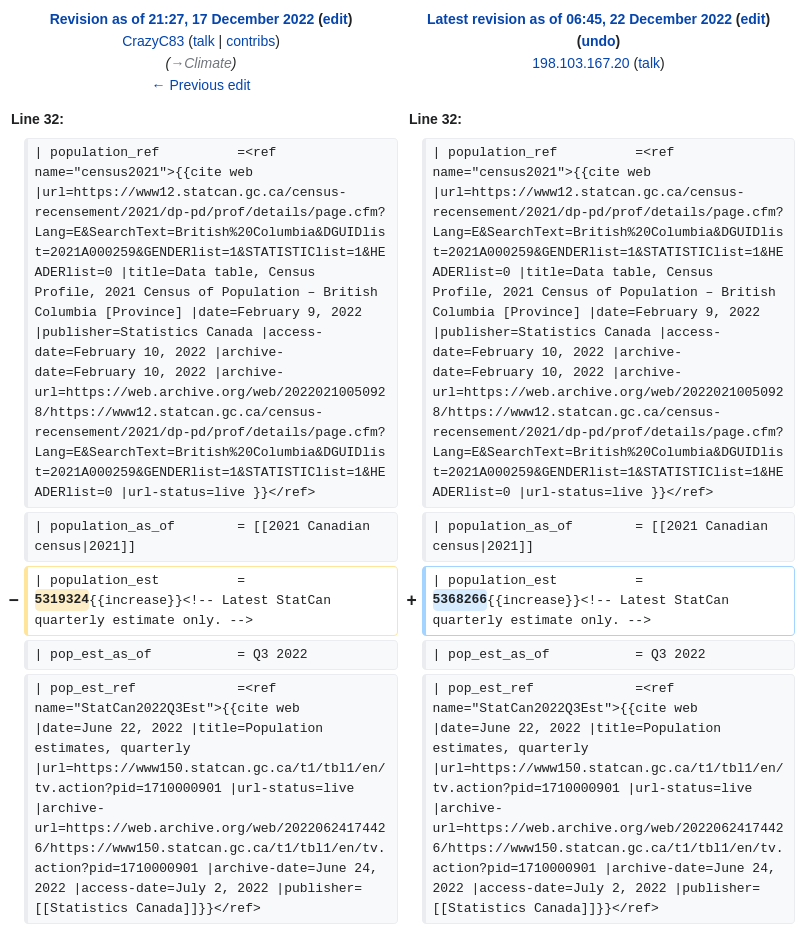 Revision as of 21:27, 17 December 2022 (edit)
CrazyC83 (talk | contribs)
(→Climate)
← Previous edit
Latest revision as of 06:45, 22 December 2022 (edit)
(undo)
198.103.167.20 (talk)
Line 32:
Line 32:
| population_ref          =<ref
name="census2021">{{cite web
|url=https://www12.statcan.gc.ca/census-
recensement/2021/dp-pd/prof/details/page.cfm?
Lang=E&SearchText=British%20Columbia&DGUIDlis
t=2021A000259&GENDERlist=1&STATISTIClist=1&HE
ADERlist=0 |title=Data table, Census
Profile, 2021 Census of Population – British
Columbia [Province] |date=February 9, 2022
|publisher=Statistics Canada |access-
date=February 10, 2022 |archive-
date=February 10, 2022 |archive-
url=https://web.archive.org/web/2022021005092
8/https://www12.statcan.gc.ca/census-
recensement/2021/dp-pd/prof/details/page.cfm?
Lang=E&SearchText=British%20Columbia&DGUIDlis
t=2021A000259&GENDERlist=1&STATISTIClist=1&HE
ADERlist=0 |url-status=live }}</ref>
| population_ref          =<ref
name="census2021">{{cite web
|url=https://www12.statcan.gc.ca/census-
recensement/2021/dp-pd/prof/details/page.cfm?
Lang=E&SearchText=British%20Columbia&DGUIDlis
t=2021A000259&GENDERlist=1&STATISTIClist=1&HE
ADERlist=0 |title=Data table, Census
Profile, 2021 Census of Population – British
Columbia [Province] |date=February 9, 2022
|publisher=Statistics Canada |access-
date=February 10, 2022 |archive-
date=February 10, 2022 |archive-
url=https://web.archive.org/web/2022021005092
8/https://www12.statcan.gc.ca/census-
recensement/2021/dp-pd/prof/details/page.cfm?
Lang=E&SearchText=British%20Columbia&DGUIDlis
t=2021A000259&GENDERlist=1&STATISTIClist=1&HE
ADERlist=0 |url-status=live }}</ref>
| population_as_of        = [[2021 Canadian
census|2021]]
| population_as_of        = [[2021 Canadian
census|2021]]
| population_est          =
− 5319324{{increase}}<!-- Latest StatCan
quarterly estimate only. -->
| population_est          =
+ 5368266{{increase}}<!-- Latest StatCan
quarterly estimate only. -->
| pop_est_as_of           = Q3 2022
| pop_est_as_of           = Q3 2022
| pop_est_ref             =<ref
name="StatCan2022Q3Est">{{cite web
|date=June 22, 2022 |title=Population
estimates, quarterly
|url=https://www150.statcan.gc.ca/t1/tbl1/en/
tv.action?pid=1710000901 |url-status=live
|archive-
url=https://web.archive.org/web/2022062417442
6/https://www150.statcan.gc.ca/t1/tbl1/en/tv.
action?pid=1710000901 |archive-date=June 24,
2022 |access-date=July 2, 2022 |publisher=
[[Statistics Canada]]}}</ref>
| pop_est_ref             =<ref
name="StatCan2022Q3Est">{{cite web
|date=June 22, 2022 |title=Population
estimates, quarterly
|url=https://www150.statcan.gc.ca/t1/tbl1/en/
tv.action?pid=1710000901 |url-status=live
|archive-
url=https://web.archive.org/web/2022062417442
6/https://www150.statcan.gc.ca/t1/tbl1/en/tv.
action?pid=1710000901 |archive-date=June 24,
2022 |access-date=July 2, 2022 |publisher=
[[Statistics Canada]]}}</ref>